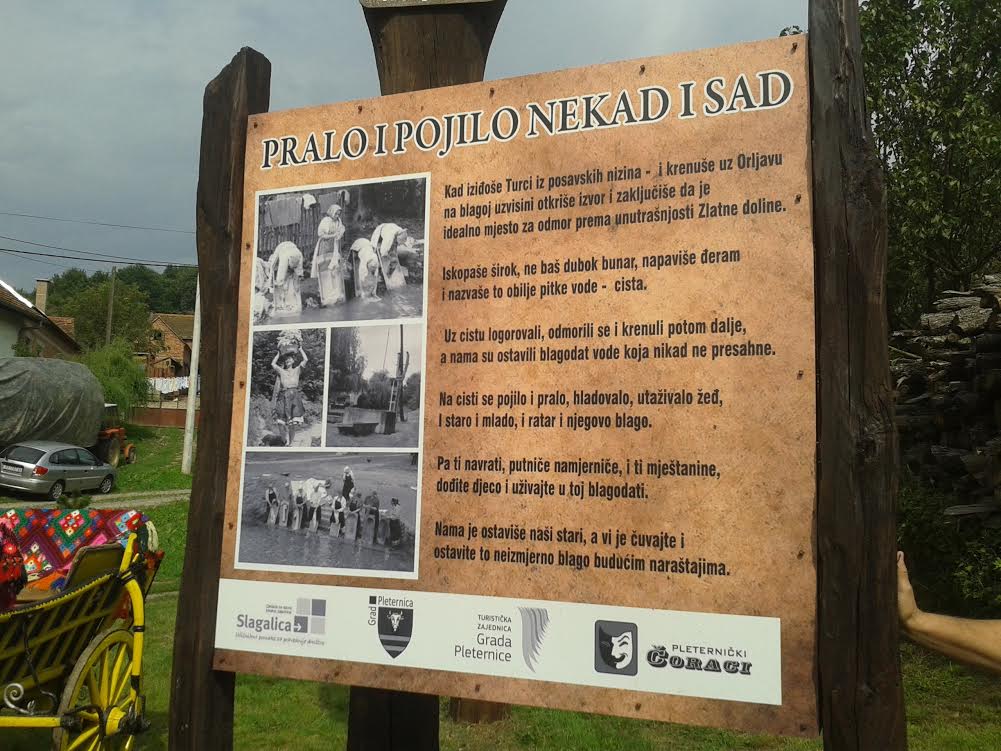 PRALO I POJILO NEKAD I SAD
Kad iziđoše Turci iz posavskih nizina - i krenuše uz Orljavu
na blagoj uzvisini otkriše izvor i zaključiše da je
idealno mjesto za odmor prema unutrašnjosti Zlatne doline.
Iskopaše širok, ne baš dubok bunar, napaviše đeram
i nazvaše to obilje pitke vode - cista.
Uz cistu logorovali, odmorili se i krenuli potom dalje,
a nama su ostavili blagodat vode koja nikad ne presahne.
Na cisti se pojilo i pralo, hladovalo, utaživalo žeđ,
I staro i mlado, i ratar i njegovo blago.
Pa ti navrati, putniče namjerniče, i ti mještanine,
dođite djeco i uživajte u toj blagodati.
Nama je ostaviše naši stari, a vi je čuvajte i
ostavite to neizmjerno blago budućim naraštajima.
Slagalica
Grad Pleternica
TURISTIČKA
ZAJEDNICA
Grada
Pleternice
PLETERNIČKI
ČORACI